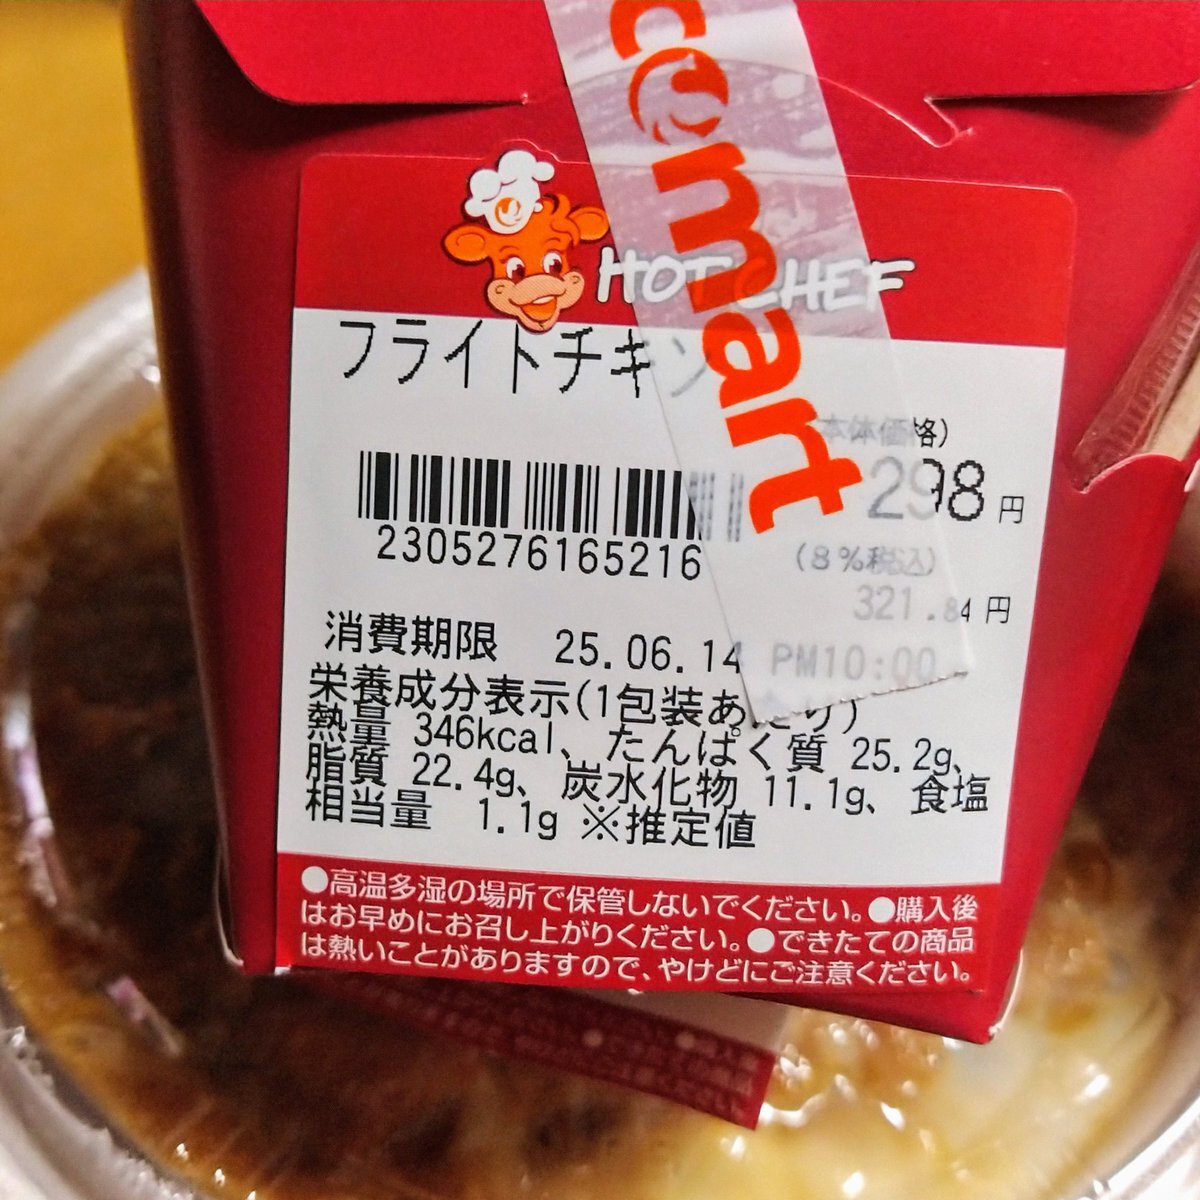 comart
HOT CHEF
フライトチキン
(本体価格)
298円
2305276165216
(8%税込)
321.84円
消費期限 25.06.14 PM10:00
栄養成分表示(1包装あたり)
熱量 346kcal、たんぱく質 25.2g、
脂質 22.4g、炭水化物 11.1g、食塩
相当量 1.1g ※推定値
●高温多湿の場所で保管しないでください。●購入後
はお早めにお召し上がりください。●できたての商品
は熱いことがありますので、やけどにご注意ください。